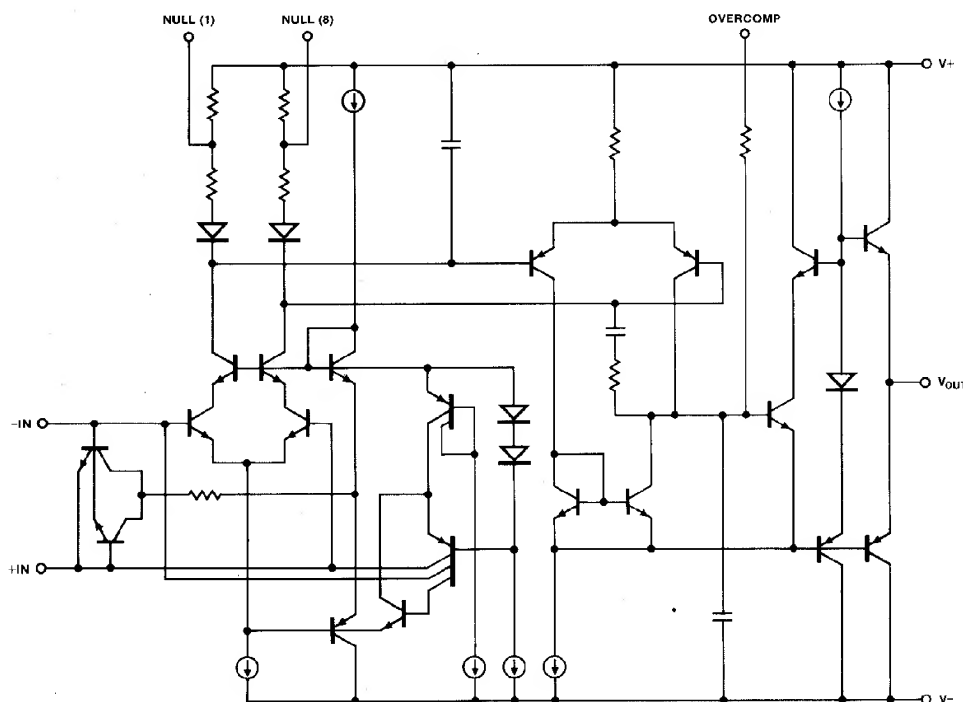 NULL (1)
NULL (8)
OVERCOMP
V+
VOUT
–IN
+IN
V–